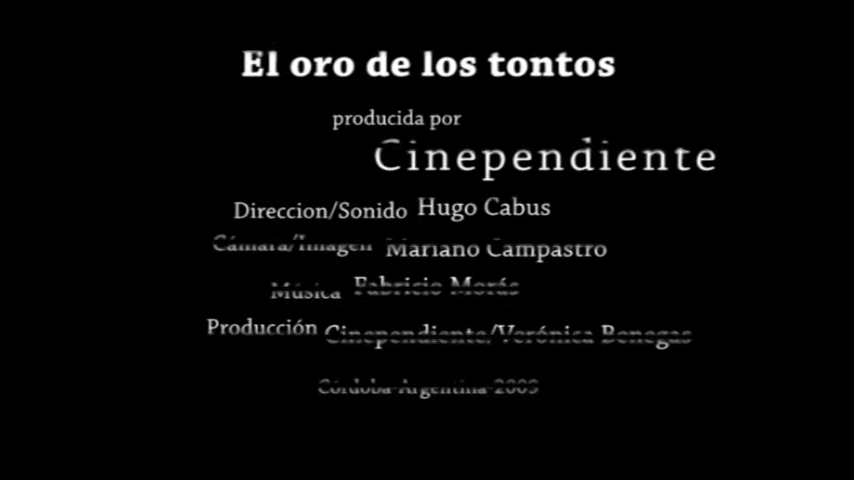 El oro de los tontos
producida por
Cinependiente
Direccion/Sonido Hugo Cabus
Cámara/Imagen Mariano Campastro
Música Fabricio Morás
Producción Cinependiente/Verónica Benegas
Córdoba-Argentina-2009